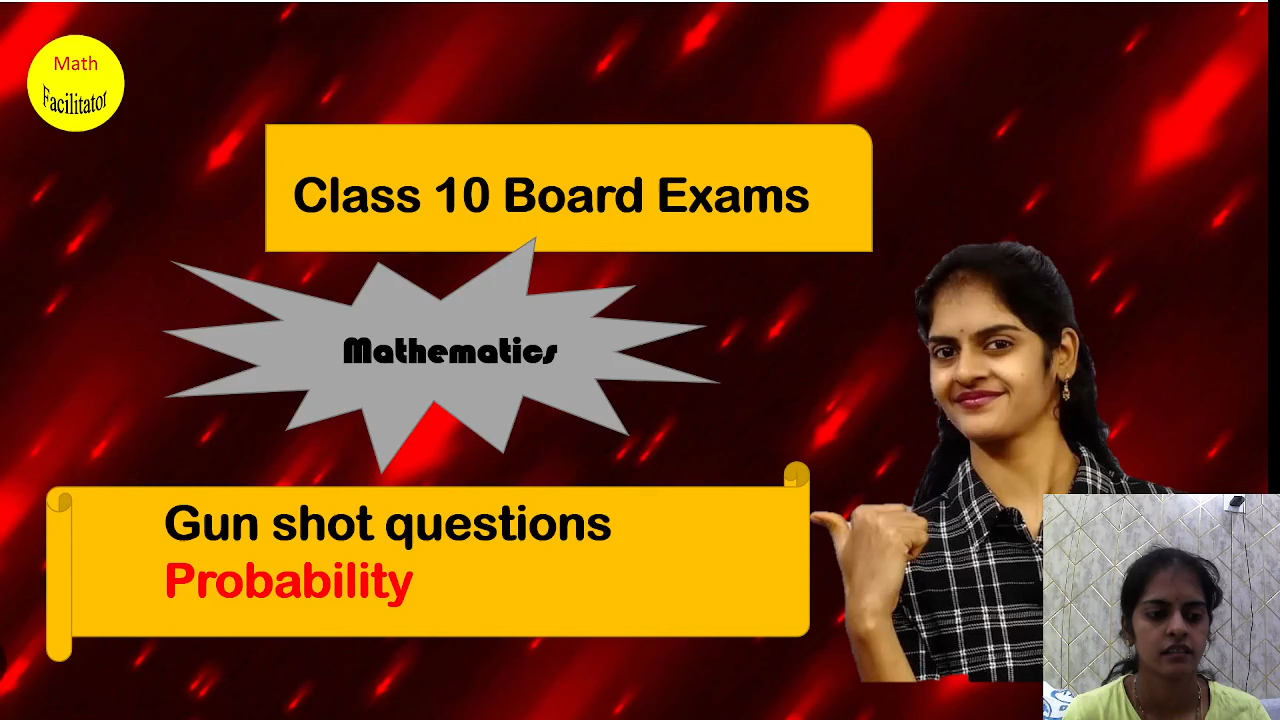 Math
Facilitator
Class 10 Board Exams
Mathematics
Gun shot questions
Probability